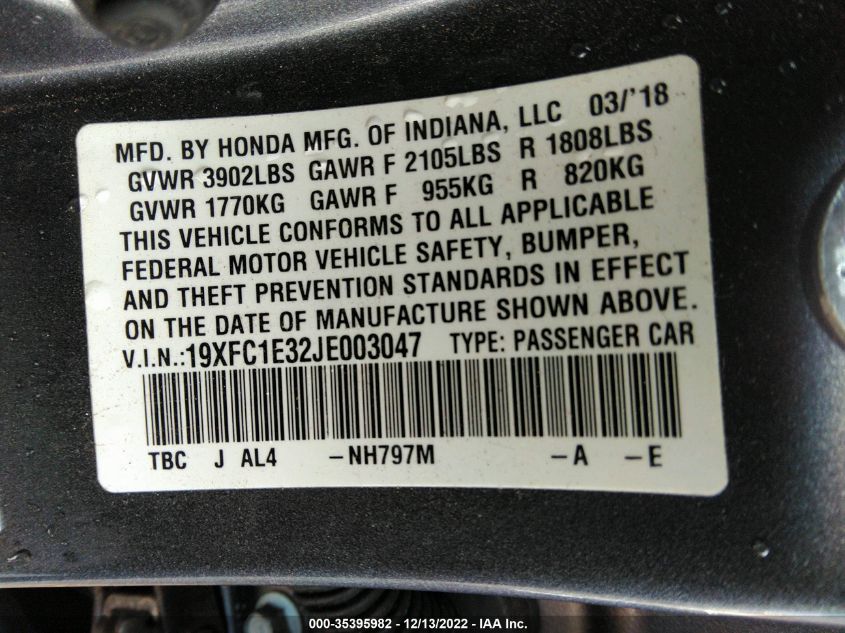 MFD. BY HONDA MFG. OF INDIANA, LLC 03/'18
GVWR 3902LBS GAWR F 2105LBS R 1808LBS
GVWR 1770KG GAWR F 955KG R 820KG
THIS VEHICLE CONFORMS TO ALL APPLICABLE
FEDERAL MOTOR VEHICLE SAFETY, BUMPER,
AND THEFT PREVENTION STANDARDS IN EFFECT
ON THE DATE OF MANUFACTURE SHOWN ABOVE.
V.I.N.:19XFC1E32JE003047 TYPE: PASSENGER CAR
TBC J AL4 -NH797M -A -E
000-35395982 - 12/13/2022 - IAA Inc.